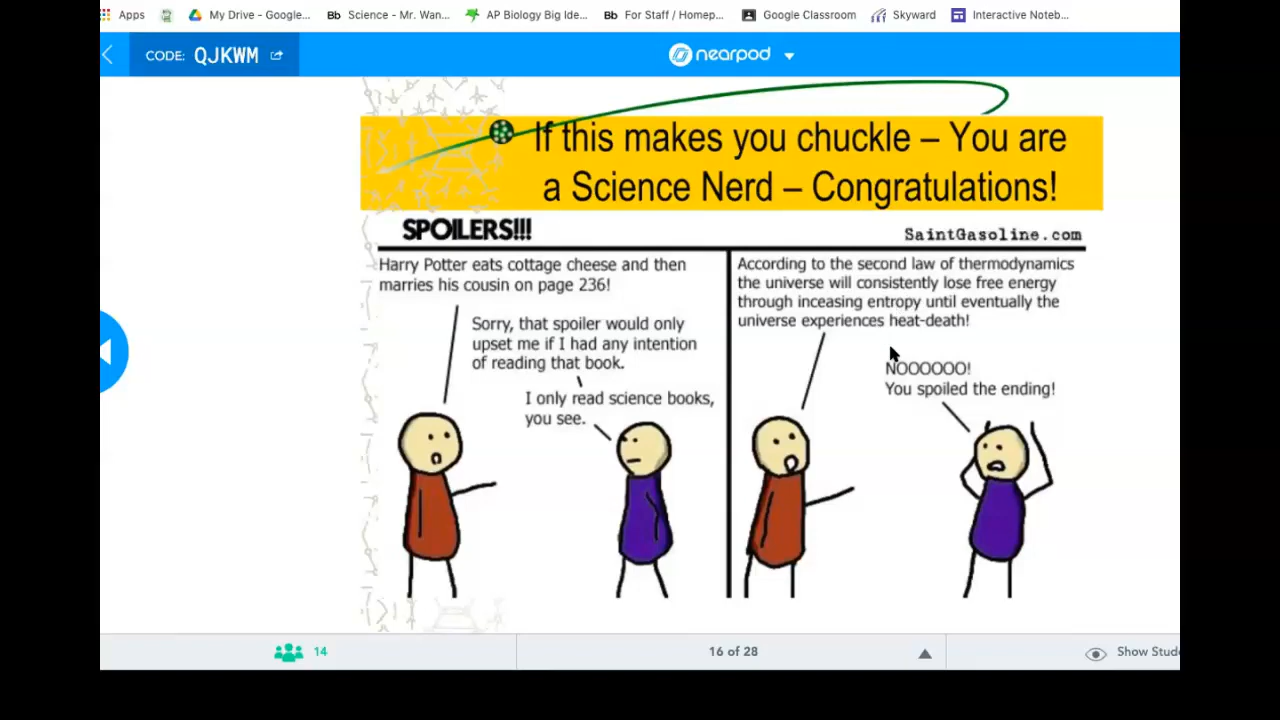 Apps
My Drive - Google...
Bb Science - Mr. Wan...
AP Biology Big Ide...
Bb For Staff / Homep...
Google Classroom
Skyward
Interactive Noteb...
CODE: QJKWM
nearpod
If this makes you chuckle – You are
a Science Nerd – Congratulations!
SPOILERS!!!
SaintGasoline.com
Harry Potter eats cottage cheese and then
marries his cousin on page 236!
Sorry, that spoiler would only
upset me if I had any intention
of reading that book.
I only read science books,
you see.
According to the second law of thermodynamics
the universe will consistently lose free energy
through inceasing entropy until eventually the
universe experiences heat-death!
NOOOOOO!
You spoiled the ending!
14
16 of 28
Show Stud